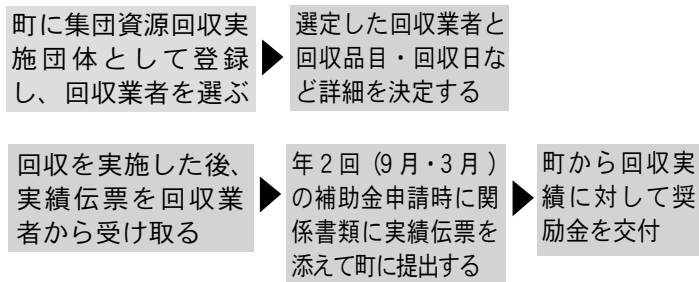 町に集団資源回収実
施団体として登録
し、回収業者を選ぶ
選定した回収業者と
回収品目・回収日な
ど詳細を決定する
回収を実施した後、
実績伝票を回収業
者から受け取る
年2回(9月・3月)
の補助金申請時に関
係書類に実績伝票を
添えて町に提出する
町から回収実
績に対して奨
励金を交付